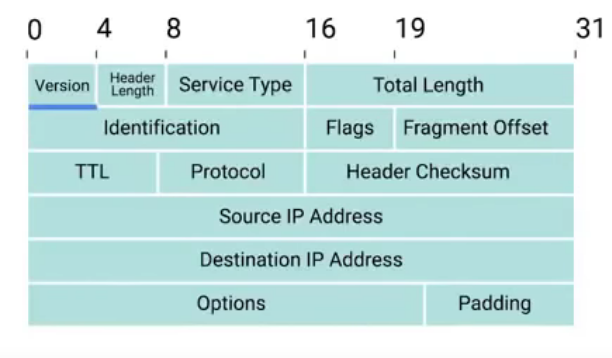 0 4 8 16 19 31
Version Header Length Service Type Total Length
Identification Flags Fragment Offset
TTL Protocol Header Checksum
Source IP Address
Destination IP Address
Options Padding